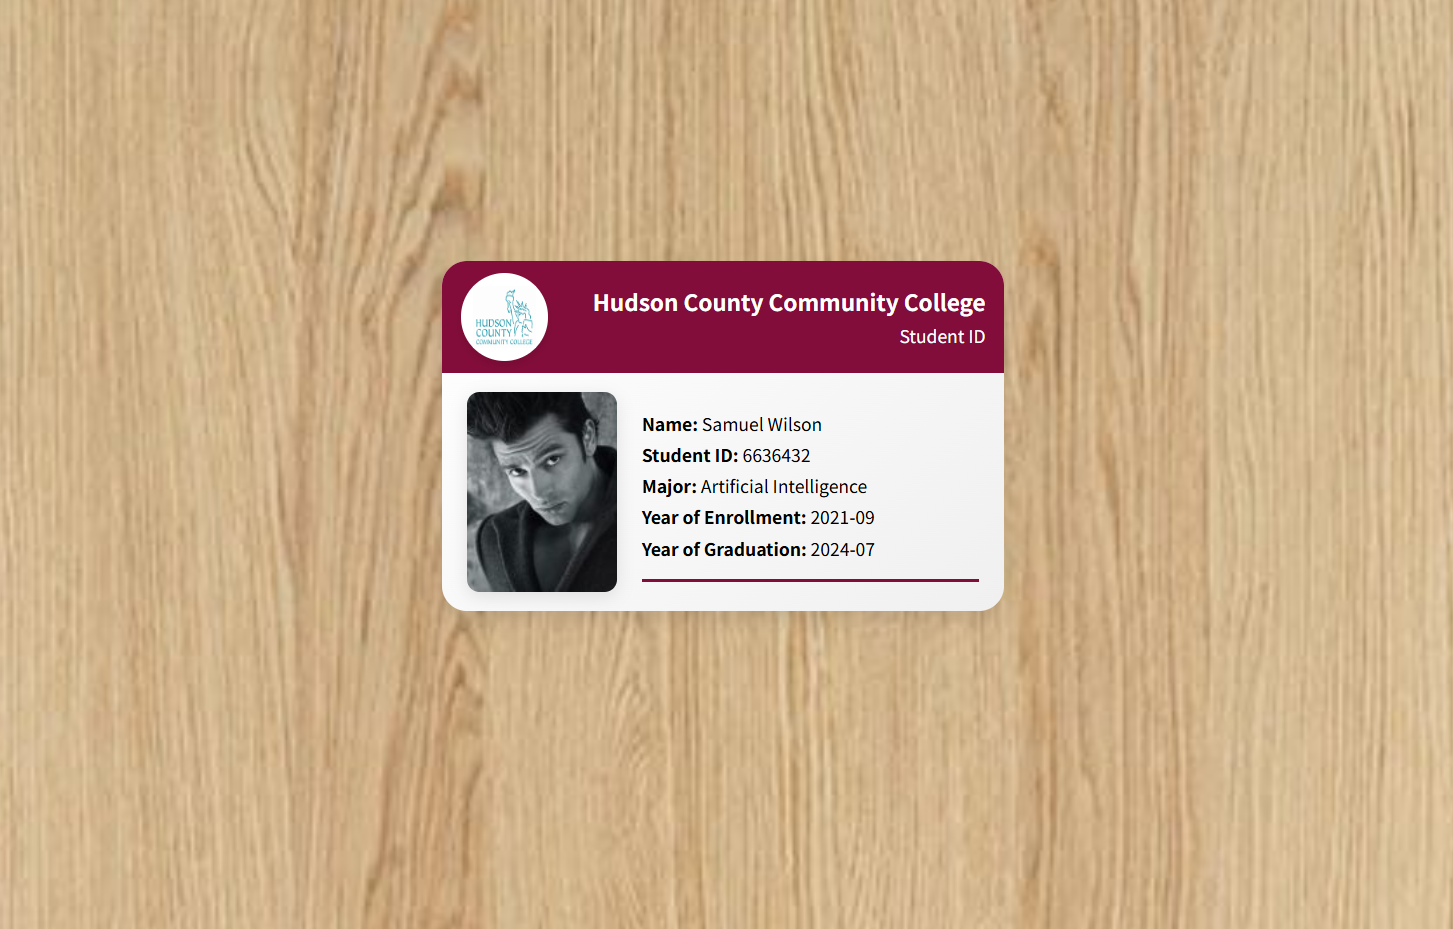 HUDSON
COUNTY
COMMUNITY COLLEGE
Hudson County Community College
Student ID
Name: Samuel Wilson
Student ID: 6636432
Major: Artificial Intelligence
Year of Enrollment: 2021-09
Year of Graduation: 2024-07